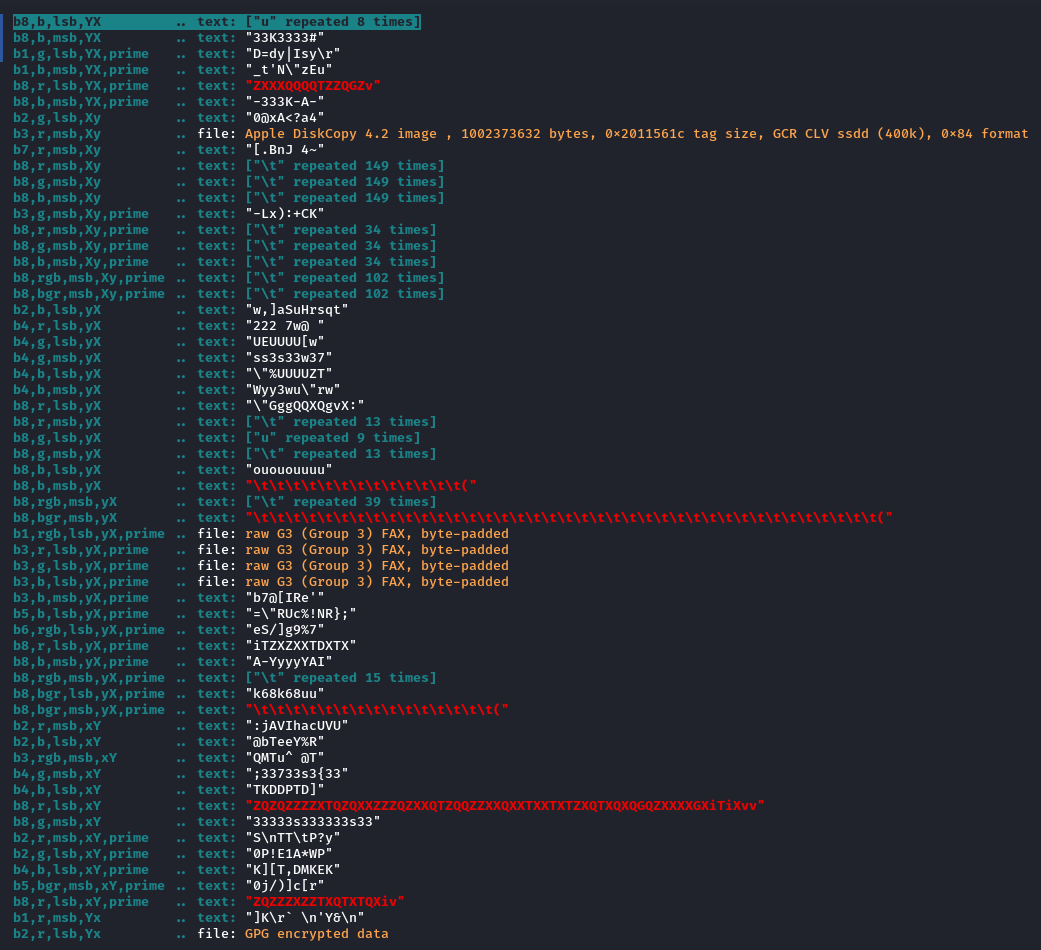 b8,b,lsb,YX .. text: ["u" repeated 8 times]
b8,b,msb,YX .. text: "33K3333#"
b1,g,lsb,YX,prime .. text: "D=dy|Isy\r"
b1,b,msb,YX,prime .. text: "_t'N\"zEu"
b8,r,lsb,YX,prime .. text: "ZXXXQQQQTZZQGZv"
b8,b,msb,YX,prime .. text: "-333K-A-"
b2,g,lsb,Xy .. text: "0@xA<?a4"
b3,r,msb,Xy .. file: Apple DiskCopy 4.2 image , 1002373632 bytes, 0×2011561c tag size, GCR CLV ssdd (400k), 0×84 format
b7,r,msb,Xy .. text: "[.BnJ 4~"
b8,r,msb,Xy .. text: ["\t" repeated 149 times]
b8,g,msb,Xy .. text: ["\t" repeated 149 times]
b8,b,msb,Xy .. text: ["\t" repeated 149 times]
b3,g,msb,Xy,prime .. text: "-Lx):+CK"
b8,r,msb,Xy,prime .. text: ["\t" repeated 34 times]
b8,g,msb,Xy,prime .. text: ["\t" repeated 34 times]
b8,b,msb,Xy,prime .. text: ["\t" repeated 34 times]
b8,rgb,msb,Xy,prime .. text: ["\t" repeated 102 times]
b8,bgr,msb,Xy,prime .. text: ["\t" repeated 102 times]
b2,b,lsb,yX .. text: "w,]aSuHrsqt"
b4,r,lsb,yX .. text: "222 7w@ "
b4,g,lsb,yX .. text: "UEUUUU[w"
b4,g,msb,yX .. text: "ss3s33w37"
b4,b,lsb,yX .. text: "\"%UUUUZT"
b4,b,msb,yX .. text: "Wyy3wu\"rw"
b8,r,lsb,yX .. text: "\"GggQQXQgvX:"
b8,r,msb,yX .. text: ["\t" repeated 13 times]
b8,g,lsb,yX .. text: ["u" repeated 9 times]
b8,g,msb,yX .. text: ["\t" repeated 13 times]
b8,b,lsb,yX .. text: "ouououuuu"
b8,b,msb,yX .. text: "\t\t\t\t\t\t\t\t\t\t\t\t\t("
b8,rgb,msb,yX .. text: ["\t" repeated 39 times]
b8,bgr,msb,yX .. text: "\t\t\t\t\t\t\t\t\t\t\t\t\t\t\t\t\t\t\t\t\t\t\t\t\t\t\t\t\t\t\t\t\t\t\t\t\t\t\t("
b1,rgb,lsb,yX,prime .. file: raw G3 (Group 3) FAX, byte-padded
b3,r,lsb,yX,prime .. file: raw G3 (Group 3) FAX, byte-padded
b3,g,lsb,yX,prime .. file: raw G3 (Group 3) FAX, byte-padded
b3,b,lsb,yX,prime .. file: raw G3 (Group 3) FAX, byte-padded
b3,b,msb,yX,prime .. text: "b7@[IRe'"
b5,b,lsb,yX,prime .. text: "=\"RUc%!NR};"
b6,rgb,lsb,yX,prime .. text: "eS/]g9%7"
b8,r,lsb,yX,prime .. text: "iTZXZXXTDXTX"
b8,b,msb,yX,prime .. text: "A-YyyyYAI"
b8,rgb,msb,yX,prime .. text: ["\t" repeated 15 times]
b8,bgr,lsb,yX,prime .. text: "k68k68uu"
b8,bgr,msb,yX,prime .. text: "\t\t\t\t\t\t\t\t\t\t\t\t\t\t\t("
b2,r,msb,xY .. text: ":jAVIhacUVU"
b2,b,lsb,xY .. text: "@bTeeY%R"
b3,rgb,msb,xY .. text: "QMTu^ @T"
b4,g,msb,xY .. text: ";33733s3{33"
b4,b,lsb,xY .. text: "TKDDPTD]"
b8,r,lsb,xY .. text: "ZQZQZZZZXTQZQXXZZZQZXXQTZQQZZXXQXXTXXTXTZXQTXQXQGQZXXXXGXiTiXvv"
b8,g,msb,xY .. text: "33333s333333s33"
b2,r,msb,xY,prime .. text: "S\nTT\tP?y"
b2,g,lsb,xY,prime .. text: "0P!E1A*WP"
b4,b,lsb,xY,prime .. text: "K][T,DMKEK"
b5,bgr,msb,xY,prime .. text: "0j/)]c[r"
b8,r,lsb,xY,prime .. text: "ZQZZZXZZTXQTXTQXiv"
b1,r,msb,Yx .. text: "]K\r` \n'Y&\n"
b2,r,lsb,Yx .. file: GPG encrypted data